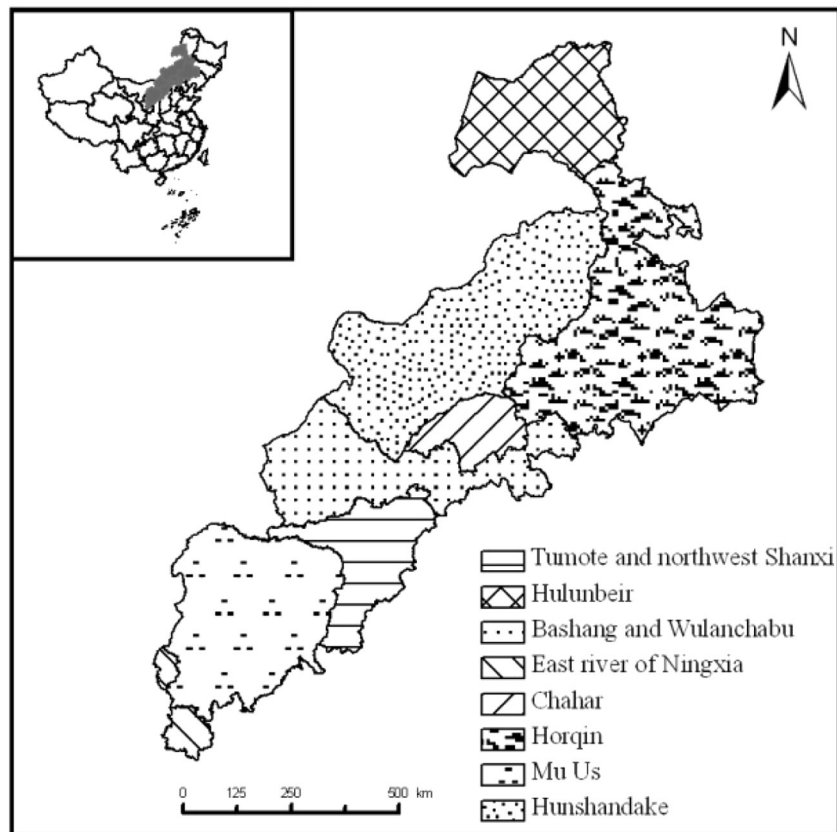 N
Tumote and northwest Shanxi
Hulunbeir
Bashang and Wulanchabu
East river of Ningxia
Chahar
Horqin
Mu Us
Hunshandake
0 125 250 500 km